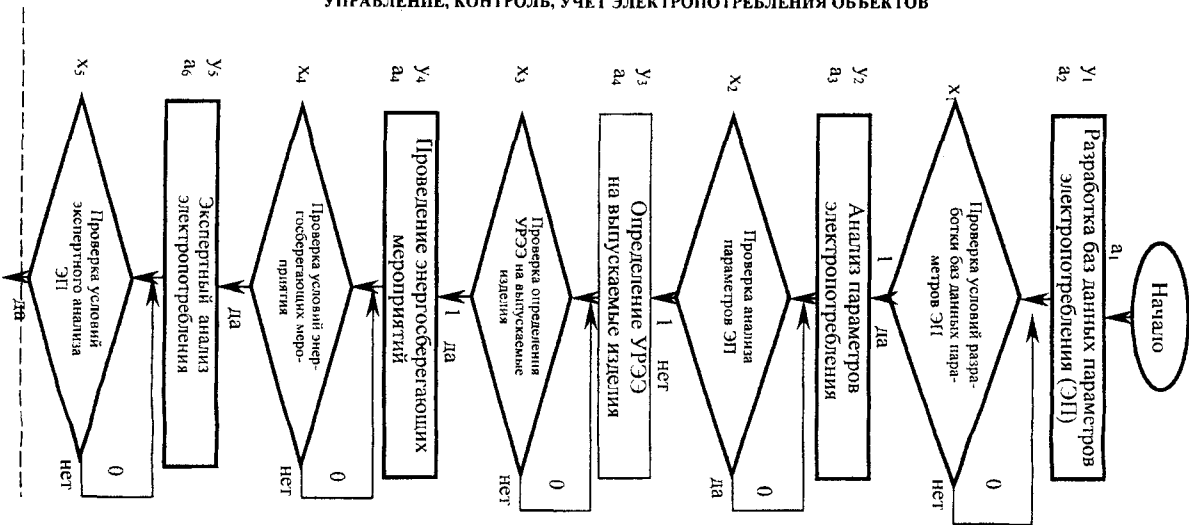 УПРАВЛЕНИЕ, КОНТРОЛЬ, УЧЕТ ЭЛЕКТРОПОТРЕБЛЕНИЯ ОБЪЕКТОВ
Начало
a1
y1
a2
Разработка баз данных параметров
электропотребления (ЭП)
x1
Проверка условий разра-
ботки баз данных пара-
метров ЭП
0
нет
1 да
y2
a3
Анализ параметров
электропотребления
x2
Проверка анализа
параметров ЭП
0
да
1 нет
y3
a4
Определение УРЭЭ
на выпускаемые изделия
x3
Проверка определения
УРЭЭ на выпускаемые
изделия
0
нет
1 да
y4
a4
Проведение энергосберегающих
мероприятий
x4
Проверка условий энер-
госберегающих меро-
приятия
0
нет
да
y5
a6
Экспертный анализ
электропотребления
x5
Проверка условий
экспертного анализа
ЭП
0
нет
да